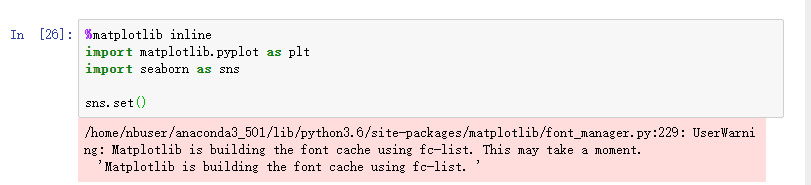 In [26]: %matplotlib inline
import matplotlib.pyplot as plt
import seaborn as sns
sns.set()
/home/nbuser/anaconda3_501/lib/python3.6/site-packages/matplotlib/font_manager.py:229: UserWarni
ng: Matplotlib is building the font cache using fc-list. This may take a moment.
'Matplotlib is building the font cache using fc-list. '